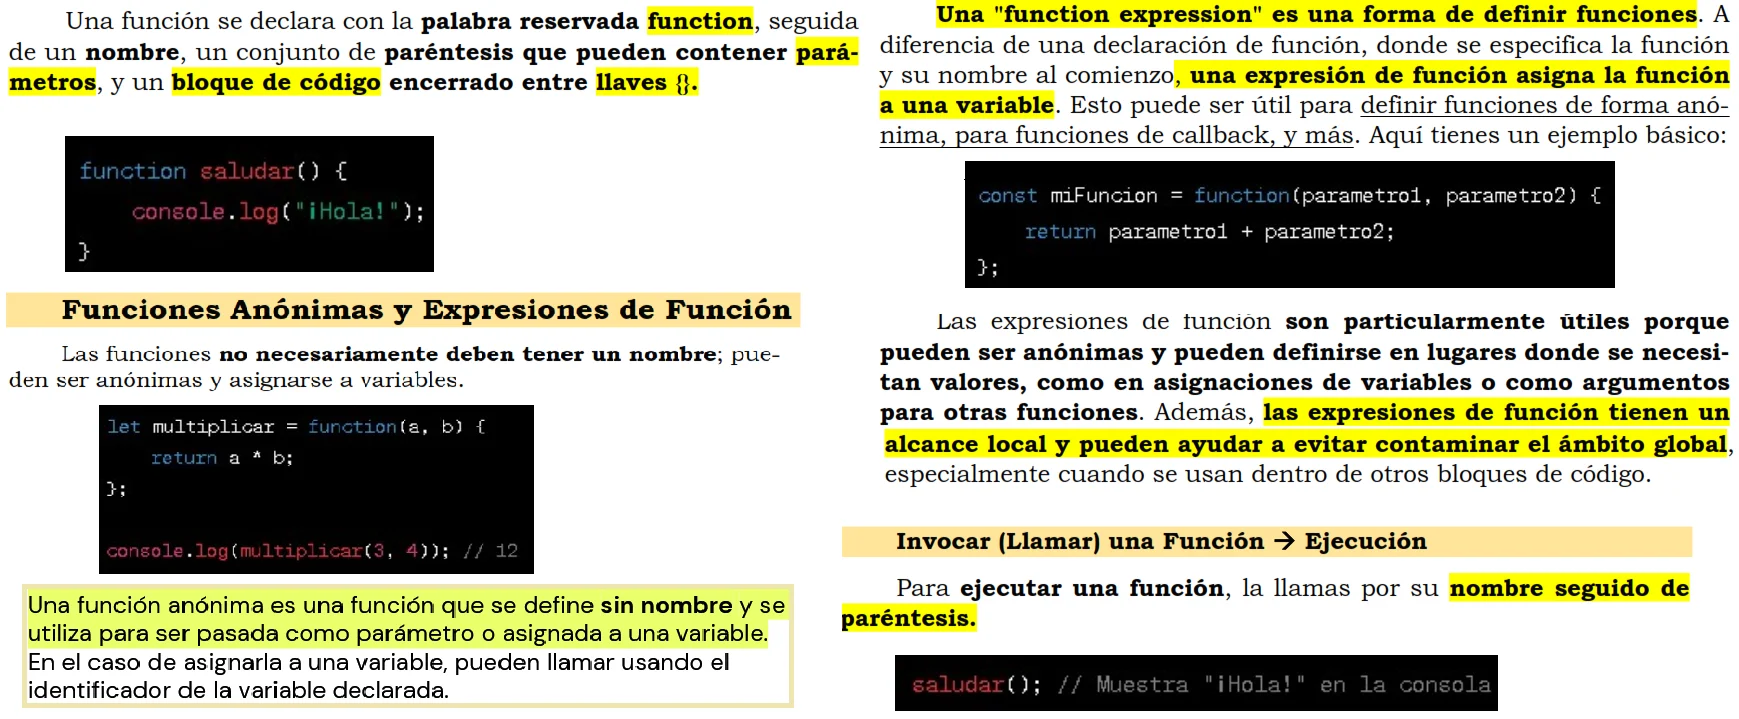 Una función se declara con la palabra reservada function, seguida
de un nombre, un conjunto de paréntesis que pueden contener pará-
metros, y un bloque de código encerrado entre llaves {}.
function saludar() {
console.log("¡Hola!");
}
Funciones Anónimas y Expresiones de Función
Las funciones no necesariamente deben tener un nombre; pue-
den ser anónimas y asignarse a variables.
let multiplicar = function(a, b) {
return a * b;
};
console.log(multiplicar(3, 4)); // 12
Una función anónima es una función que se define sin nombre y se
utiliza para ser pasada como parámetro o asignada a una variable.
En el caso de asignarla a una variable, pueden llamar usando el
identificador de la variable declarada.
Una "function expression" es una forma de definir funciones. A
diferencia de una declaración de función, donde se especifica la función
y su nombre al comienzo, una expresión de función asigna la función
a una variable. Esto puede ser útil para definir funciones de forma anó-
nima, para funciones de callback, y más. Aquí tienes un ejemplo básico:
const miFuncion = function(parametro1, parametro2) {
return parametro1 + parametro2;
};
Las expresiones de función son particularmente útiles porque
pueden ser anónimas y pueden definirse en lugares donde se necesi-
tan valores, como en asignaciones de variables o como argumentos
para otras funciones. Además, las expresiones de función tienen un
alcance local y pueden ayudar a evitar contaminar el ámbito global,
especialmente cuando se usan dentro de otros bloques de código.
Invocar (Llamar) una Función → Ejecución
Para ejecutar una función, la llamas por su nombre seguido de
paréntesis.
saludar(); // Muestra "¡Hola!" en la consola